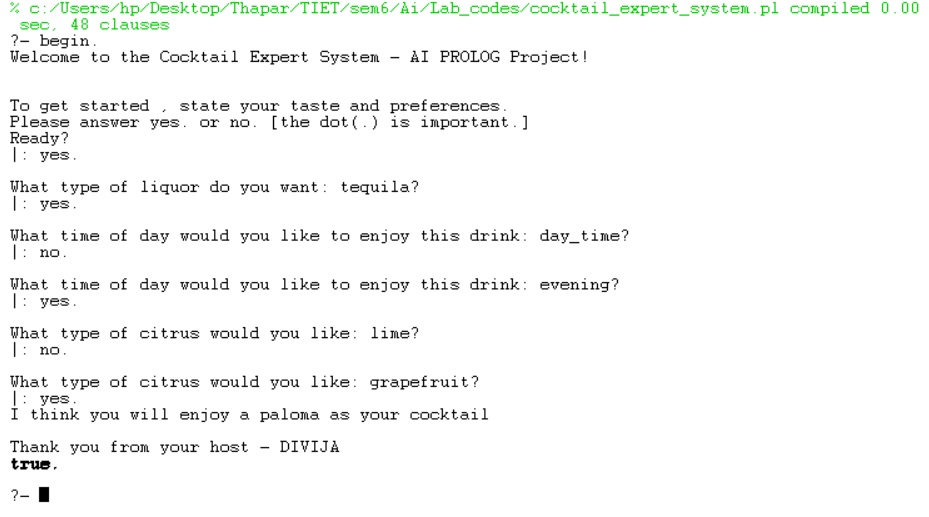 % c:/Users/hp/Desktop/Thapar/TIET/sem6/Ai/Lab_codes/cocktail_expert_system.pl compiled 0.00
sec, 48 clauses
?- begin.
Welcome to the Cocktail Expert System - AI PROLOG Project!
To get started , state your taste and preferences.
Please answer yes. or no. [the dot(.) is important.]
Ready?
|: yes.
What type of liquor do you want: tequila?
|: yes.
What time of day would you like to enjoy this drink: day_time?
|: no.
What time of day would you like to enjoy this drink: evening?
|: yes.
What type of citrus would you like: lime?
|: no.
What type of citrus would you like: grapefruit?
|: yes.
I think you will enjoy a paloma as your cocktail
Thank you from your host - DIVIJA
true.
?-